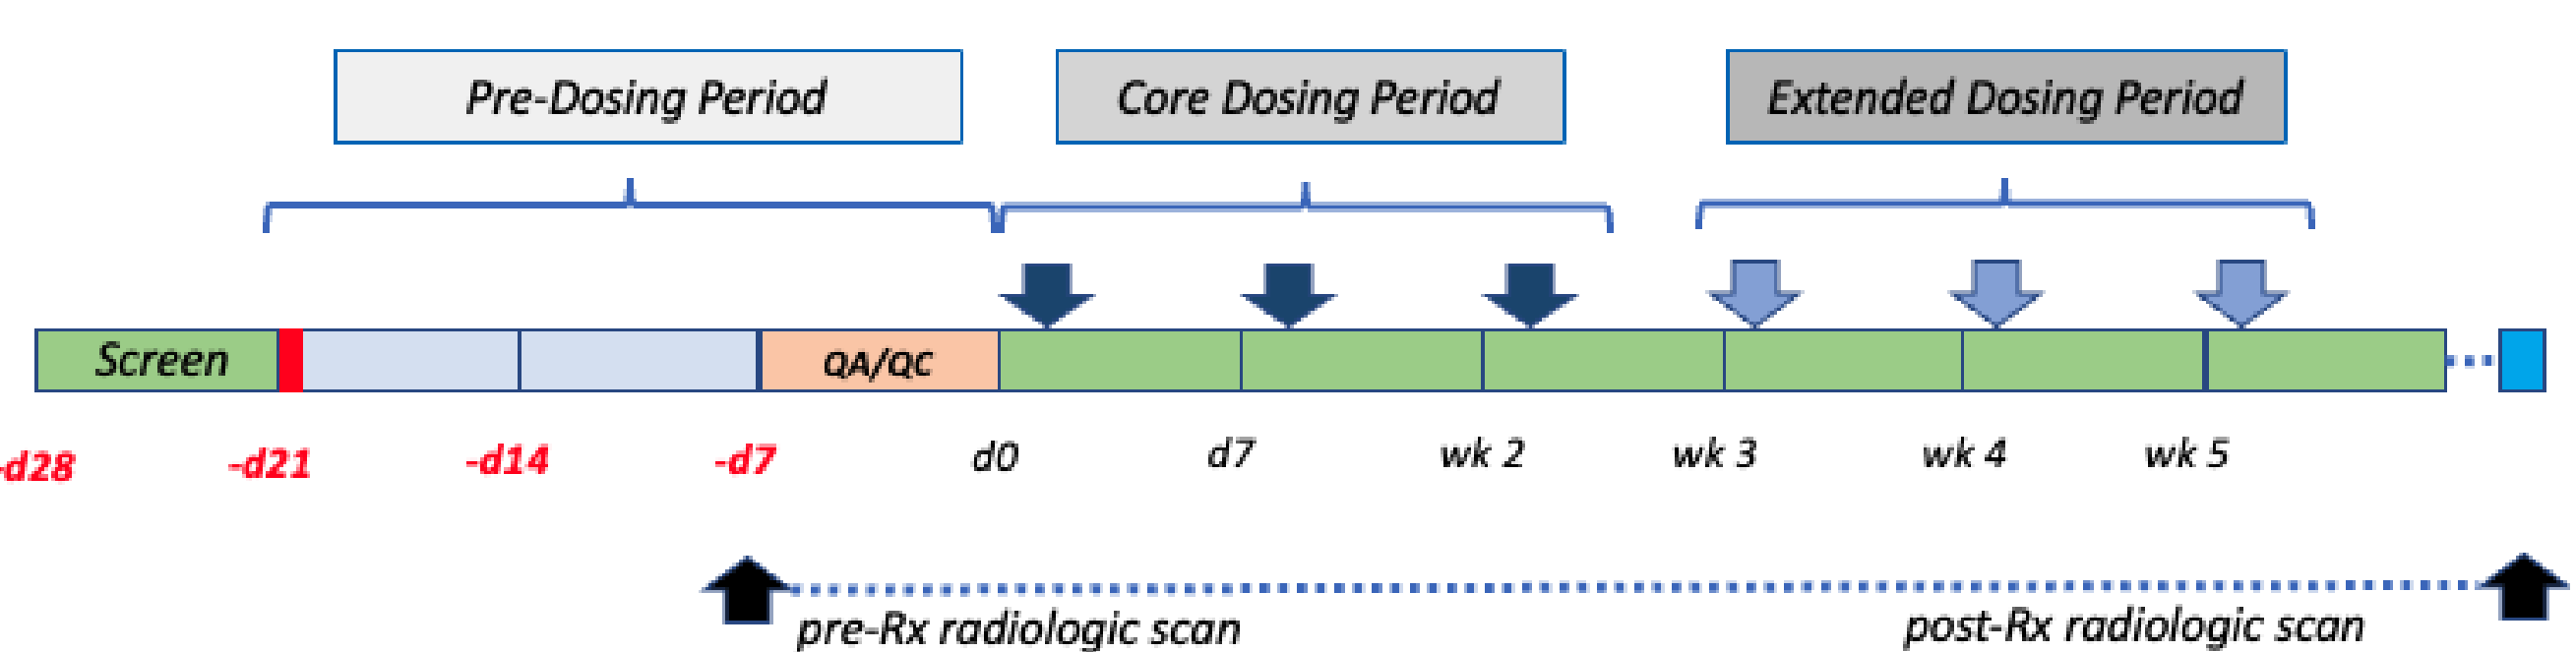 Pre-Dosing Period
Core Dosing Period
Extended Dosing Period
Screen
QA/QC
-d28
-d21
-d14
-d7
d0
d7
wk 2
wk 3
wk 4
wk 5
pre-Rx radiologic scan
post-Rx radiologic scan